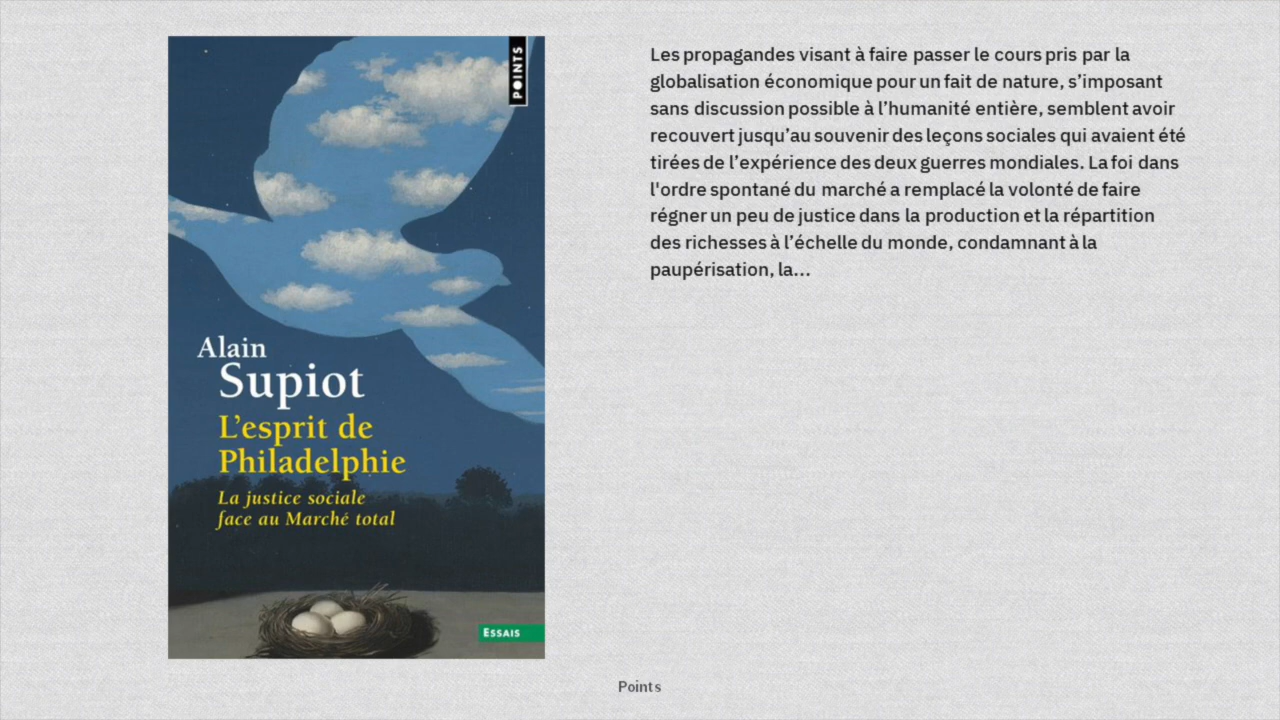 POINTS
Alain
Supiot
L'esprit de
Philadelphie
La justice sociale
face au Marché total
ESSAIS
Les propagandes visant à faire passer le cours pris par la
globalisation économique pour un fait de nature, s’imposant
sans discussion possible à l’humanité entière, semblent avoir
recouvert jusqu’au souvenir des leçons sociales qui avaient été
tirées de l’expérience des deux guerres mondiales. La foi dans
l'ordre spontané du marché a remplacé la volonté de faire
régner un peu de justice dans la production et la répartition
des richesses à l’échelle du monde, condamnant à la
paupérisation, la...
Points